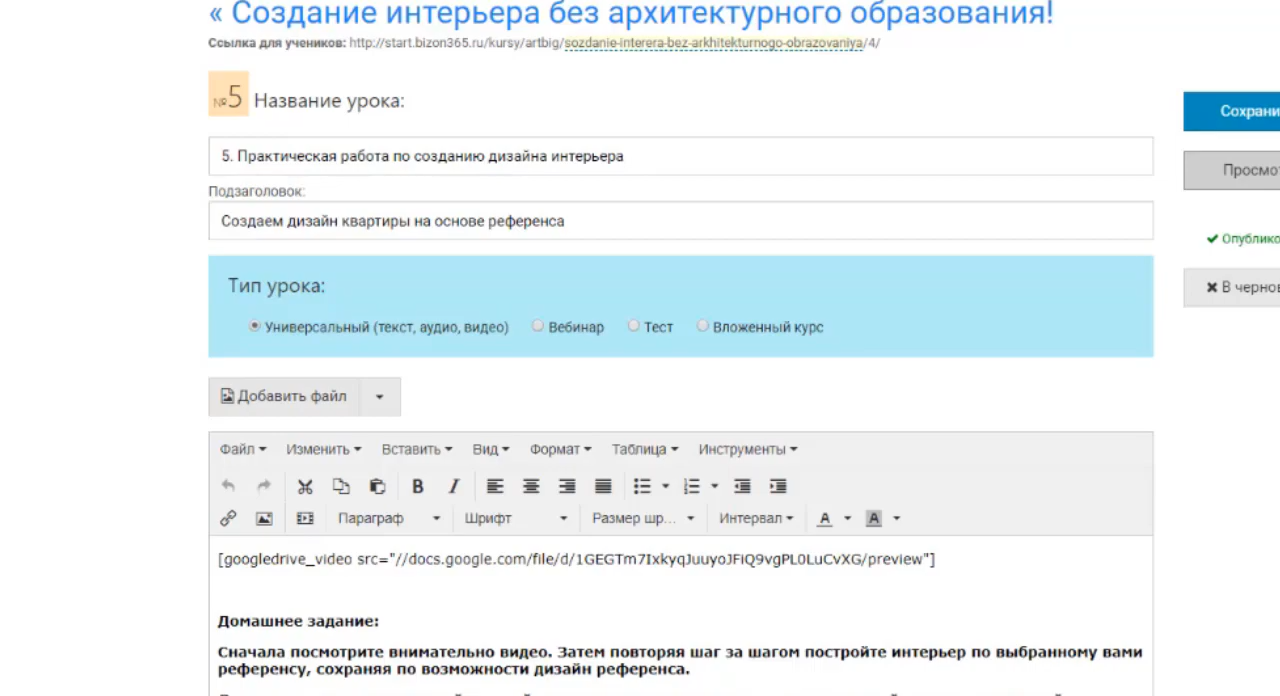 « Создание интерьера без архитектурного образования!
Ссылка для учеников: http://start.bizon365.ru/kursy/artbig/sozdanie-interera-bez-arkhitekturnogo-obrazovaniya/4/
№5 Название урока:
Сохрани
5. Практическая работа по созданию дизайна интерьера
Просмот
Подзаголовок:
Создаем дизайн квартиры на основе референса
Опублико
Тип урока:
В чернов
Универсальный (текст, аудио, видео) Вебинар Тест Вложенный курс
Добавить файл
Файл Изменить Вставить Вид Формат Таблица Инструменты
B I
Параграф Шрифт Размер шр... Интервал A A
[googledrive_video src="//docs.google.com/file/d/1GEGTm7IxkyqJuuyoJFiQ9vgPL0LuCvXG/preview"]
Домашнее задание:
Сначала посмотрите внимательно видео. Затем повторяя шаг за шагом постройте интерьер по выбранному вами
референсу, сохраняя по возможности дизайн референса.